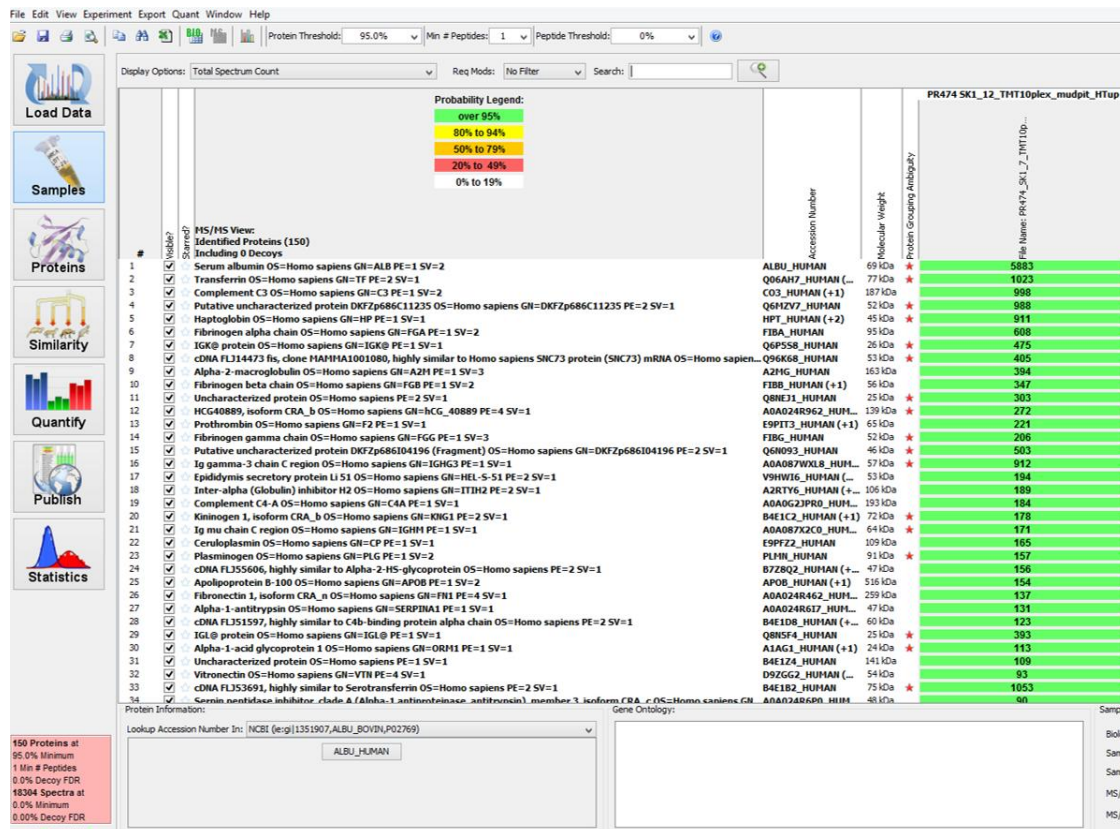 File Edit View Experiment Export Quant Window Help
Protein Threshold: 95.0% Min # Peptides: 1 Peptide Threshold: 0%
Display Options: Total Spectrum Count Req Mods: No Filter Search:
Load Data
Samples
Proteins
Similarity
Quantify
Publish
Statistics
PR474 SK1_12_TMT10plex_mudpit_HTup
Probability Legend:
over 95%
80% to 94%
50% to 79%
20% to 49%
0% to 19%
#
Visible?
Starred?
MS/MS View:
Identified Proteins (150)
Including 0 Decoys
Accession Number
Molecular Weight
Protein Grouping Ambiguity
File Name: PR474_SK1_7_TMT10p...
1 Serum albumin OS=Homo sapiens GN=ALB PE=1 SV=2 ALBU_HUMAN 69 kDa 5883
2 Transferrin OS=Homo sapiens GN=TF PE=2 SV=1 Q06AH7_HUMAN (... 77 kDa 1023
3 Complement C3 OS=Homo sapiens GN=C3 PE=1 SV=2 CO3_HUMAN (+1) 187 kDa 998
4 Putative uncharacterized protein DKFZp686C11235 OS=Homo sapiens GN=DKFZp686C11235 PE=2 SV=1 Q6MZV7_HUMAN 52 kDa 988
5 Haptoglobin OS=Homo sapiens GN=HP PE=1 SV=1 HPT_HUMAN (+2) 45 kDa 911
6 Fibrinogen alpha chain OS=Homo sapiens GN=FGA PE=1 SV=2 FIBA_HUMAN 95 kDa 608
7 IGK@ protein OS=Homo sapiens GN=IGK@ PE=1 SV=1 Q6P5S8_HUMAN 26 kDa 475
8 cDNA FLJ14473 fis, clone MAMMA1001080, highly similar to Homo sapiens SNC73 protein (SNC73) mRNA OS=Homo sapien... Q96K68_HUMAN 53 kDa 405
9 Alpha-2-macroglobulin OS=Homo sapiens GN=A2M PE=1 SV=3 A2MG_HUMAN 163 kDa 394
10 Fibrinogen beta chain OS=Homo sapiens GN=FGB PE=1 SV=2 FIBB_HUMAN (+1) 56 kDa 347
11 Uncharacterized protein OS=Homo sapiens PE=2 SV=1 Q8NEJ1_HUMAN 25 kDa 303
12 HCG40889, isoform CRA_b OS=Homo sapiens GN=hCG_40889 PE=4 SV=1 A0A024R962_HUM... 139 kDa 272
13 Prothrombin OS=Homo sapiens GN=F2 PE=1 SV=1 E9PIT3_HUMAN (+1) 65 kDa 221
14 Fibrinogen gamma chain OS=Homo sapiens GN=FGG PE=1 SV=3 FIBG_HUMAN 52 kDa 206
15 Putative uncharacterized protein DKFZp686I04196 (Fragment) OS=Homo sapiens GN=DKFZp686I04196 PE=2 SV=1 Q6N093_HUMAN 46 kDa 503
16 Ig gamma-3 chain C region OS=Homo sapiens GN=IGHG3 PE=1 SV=1 A0A087WXL8_HUM... 57 kDa 912
17 Epididymis secretory protein Li 51 OS=Homo sapiens GN=HEL-S-51 PE=2 SV=1 V9HWI6_HUMAN (... 53 kDa 194
18 Inter-alpha (Globulin) inhibitor H2 OS=Homo sapiens GN=ITIH2 PE=2 SV=1 A2RTY6_HUMAN (+... 106 kDa 189
19 Complement C4-A OS=Homo sapiens GN=C4A PE=1 SV=1 A0A0G2JPR0_HUM... 193 kDa 184
20 Kininogen 1, isoform CRA_b OS=Homo sapiens GN=KNG1 PE=2 SV=1 B4E1C2_HUMAN (+1) 72 kDa 178
21 Ig mu chain C region OS=Homo sapiens GN=IGHM PE=1 SV=1 A0A087X2C0_HUM... 64 kDa 171
22 Ceruloplasmin OS=Homo sapiens GN=CP PE=1 SV=1 E9PFZ2_HUMAN 109 kDa 165
23 Plasminogen OS=Homo sapiens GN=PLG PE=1 SV=2 PLMN_HUMAN 91 kDa 157
24 cDNA FLJ55606, highly similar to Alpha-2-HS-glycoprotein OS=Homo sapiens PE=2 SV=1 B7Z8Q2_HUMAN (+... 47 kDa 156
25 Apolipoprotein B-100 OS=Homo sapiens GN=APOB PE=1 SV=2 APOB_HUMAN (+1) 516 kDa 154
26 Fibronectin 1, isoform CRA_n OS=Homo sapiens GN=FN1 PE=4 SV=1 A0A024R462_HUM... 259 kDa 137
27 Alpha-1-antitrypsin OS=Homo sapiens GN=SERPINA1 PE=1 SV=1 A0A024R6I7_HUM... 47 kDa 131
28 cDNA FLJ51597, highly similar to C4b-binding protein alpha chain OS=Homo sapiens PE=2 SV=1 B4E1D8_HUMAN (+... 60 kDa 123
29 IGL@ protein OS=Homo sapiens GN=IGL@ PE=1 SV=1 Q8N5F4_HUMAN 25 kDa 393
30 Alpha-1-acid glycoprotein 1 OS=Homo sapiens GN=ORM1 PE=1 SV=1 A1AG1_HUMAN (+1) 24 kDa 113
31 Uncharacterized protein OS=Homo sapiens PE=1 SV=1 B4E1Z4_HUMAN 141 kDa 109
32 Vitronectin OS=Homo sapiens GN=VTN PE=4 SV=1 D9ZGG2_HUMAN (... 54 kDa 93
33 cDNA FLJ53691, highly similar to Serotransferrin OS=Homo sapiens PE=2 SV=1 B4E1B2_HUMAN 75 kDa 1053
34 Serpin peptidase inhibitor, clade A (Alpha-1 antiproteinase, antitrypsin), member 3, isoform CRA_c OS=Homo sapiens GN A0A024R6P0_HUM 48 kDa 90
Protein Information: Gene Ontology: Samp
Lookup Accession Number In: NCBI (ie:gi|1351907,ALBU_BOVIN,P02769)
ALBU_HUMAN
Biol
Sam
Sam
MS/
MS/
150 Proteins at
95.0% Minimum
1 Min # Peptides
0.0% Decoy FDR
18304 Spectra at
0.0% Minimum
0.00% Decoy FDR